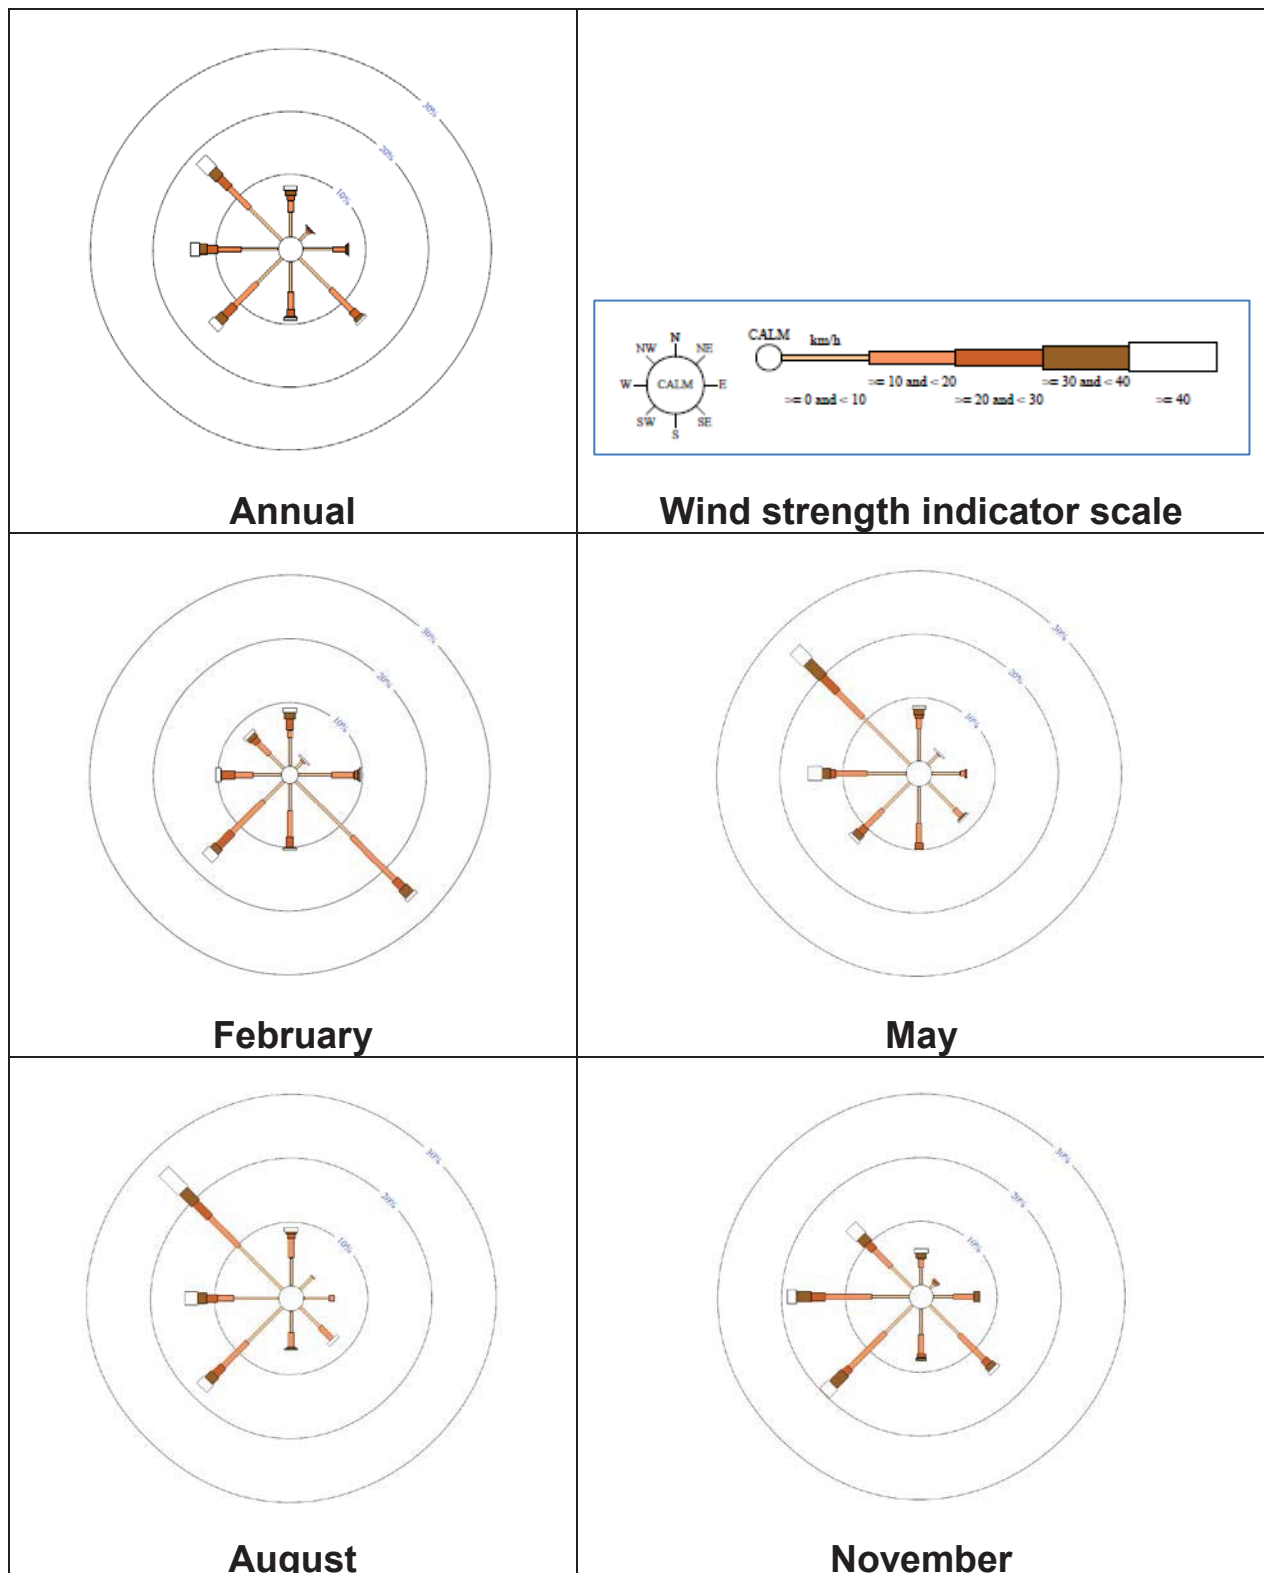 30%
20%
10%
Annual
N
NW NE
W CALM E
SW SE
S
CALM
km/h
>= 10 and < 20 >= 30 and < 40
>= 0 and < 10 >= 20 and < 30 >= 40
Wind strength indicator scale
30%
20%
10%
February
30%
20%
10%
May
30%
20%
10%
August
30%
20%
10%
November